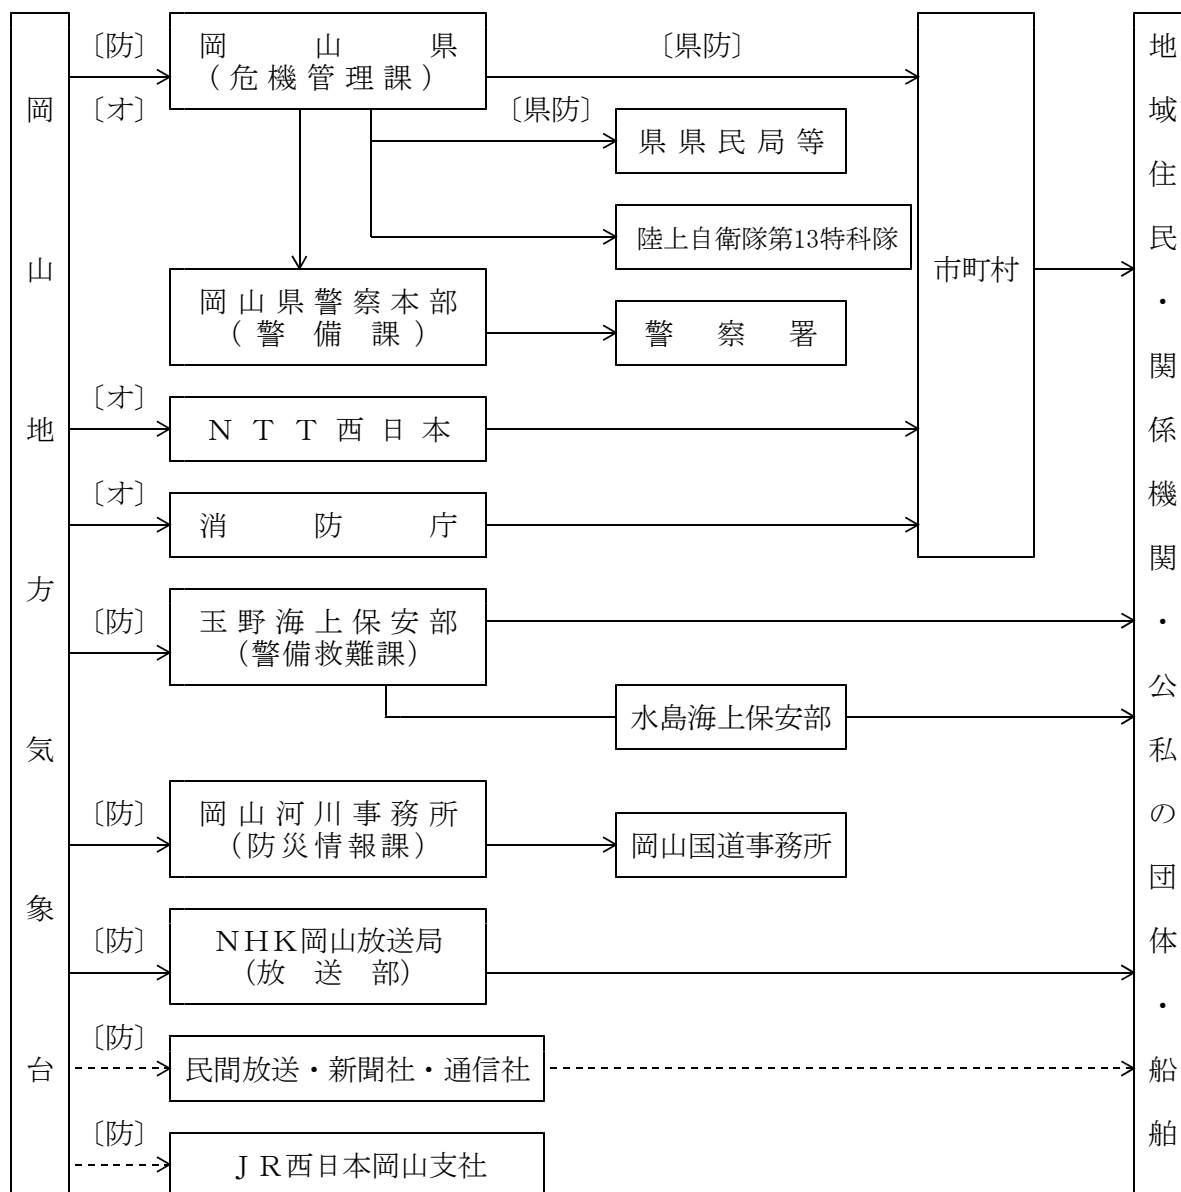 岡山地方気象台
〔防〕
〔オ〕
岡山県
(危機管理課)
〔県防〕
〔県防〕
県県民局等
陸上自衛隊第13特科隊
岡山県警察本部
(警備課)
警察署
市町村
〔オ〕
NTT西日本
〔オ〕
消防庁
〔防〕
玉野海上保安部
(警備救難課)
水島海上保安部
〔防〕
岡山河川事務所
(防災情報課)
岡山国道事務所
〔防〕
NHK岡山放送局
(放送部)
〔防〕
民間放送・新聞社・通信社
〔防〕
JR西日本岡山支社
地域住民・関係機関・公私の団体・船舶